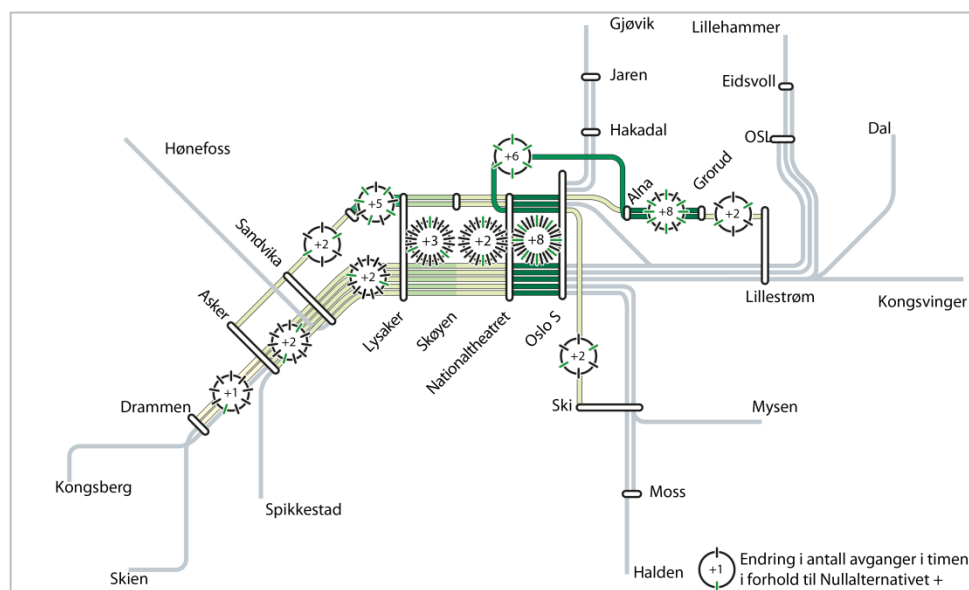 Gjøvik
Lillehammer
Jaren
Eidsvoll
Hakadal
OSL
Dal
Hønefoss
+6
Alna
Grorud
+5
+8
+2
+2
Sandvika
+3
+2
+8
+2
Asker
Lysaker
Skøyen
Nationaltheatret
Oslo S
Lillestrøm
Kongsvinger
+2
+2
+1
Drammen
Ski
Mysen
Kongsberg
Spikkestad
Moss
Skien
Halden
+1
Endring i antall avganger i timen
i forhold til Nullalternativet +